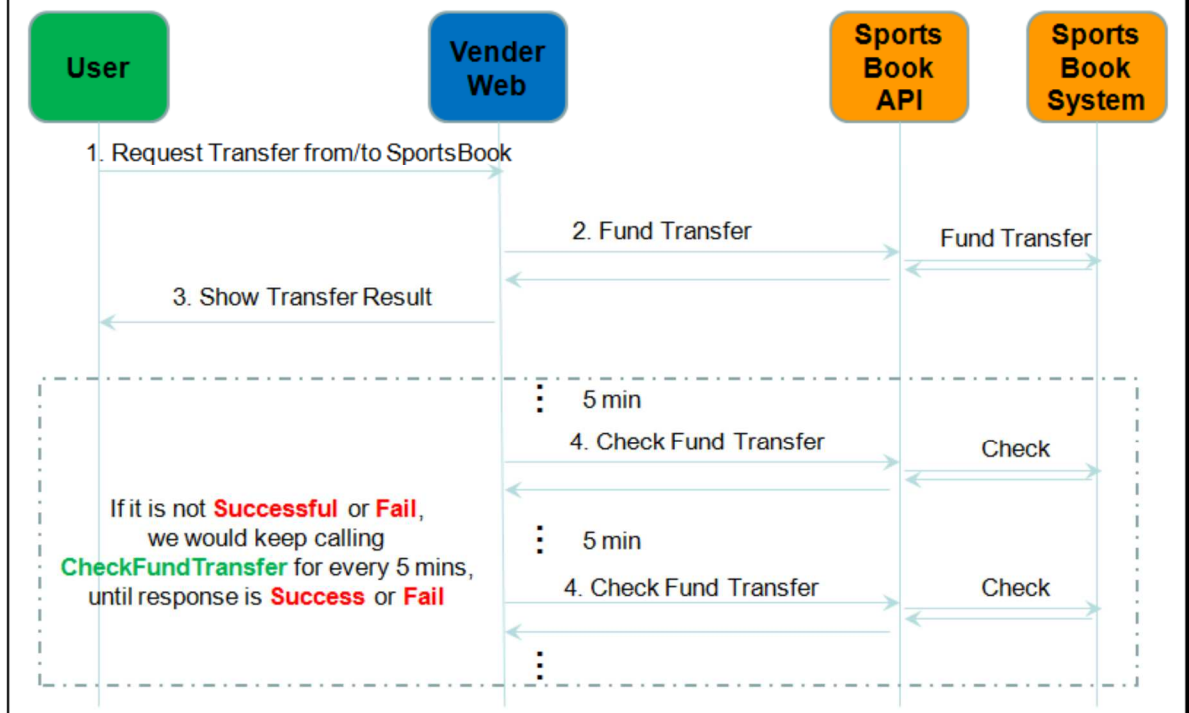 User
Vender
Web
Sports
Book
API
Sports
Book
System
1. Request Transfer from/to SportsBook
2. Fund Transfer
Fund Transfer
3. Show Transfer Result
5 min
4. Check Fund Transfer
Check
If it is not Successful or Fail,
we would keep calling
CheckFundTransfer for every 5 mins,
until response is Success or Fail
5 min
4. Check Fund Transfer
Check